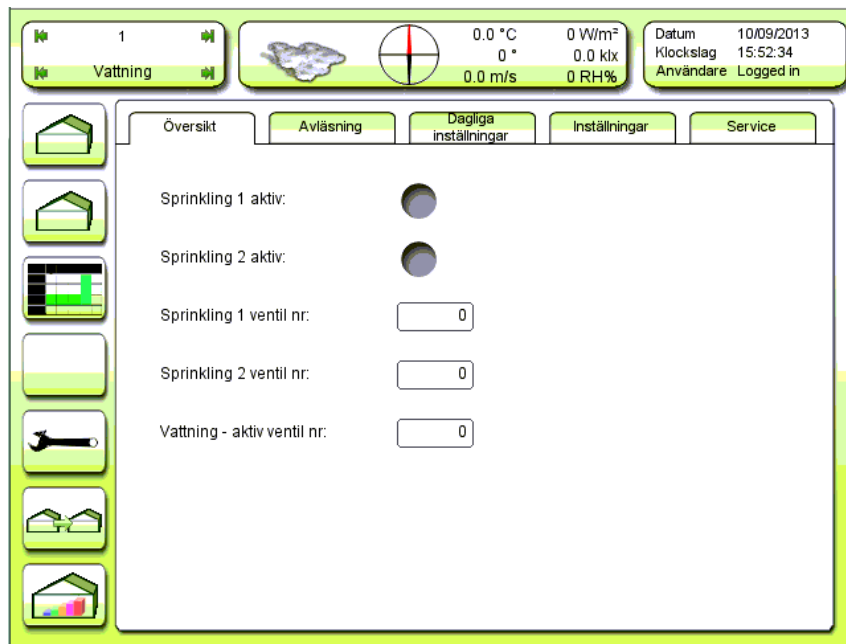 1
Vattning
0.0 °C 0 W/m²
0 ° 0.0 klx
0.0 m/s 0 RH%
Datum 10/09/2013
Klockslag 15:52:34
Användare Logged in
Översikt
Avläsning
Dagliga
inställningar
Inställningar
Service
Sprinkling 1 aktiv:
Sprinkling 2 aktiv:
Sprinkling 1 ventil nr: 0
Sprinkling 2 ventil nr: 0
Vattning - aktiv ventil nr: 0